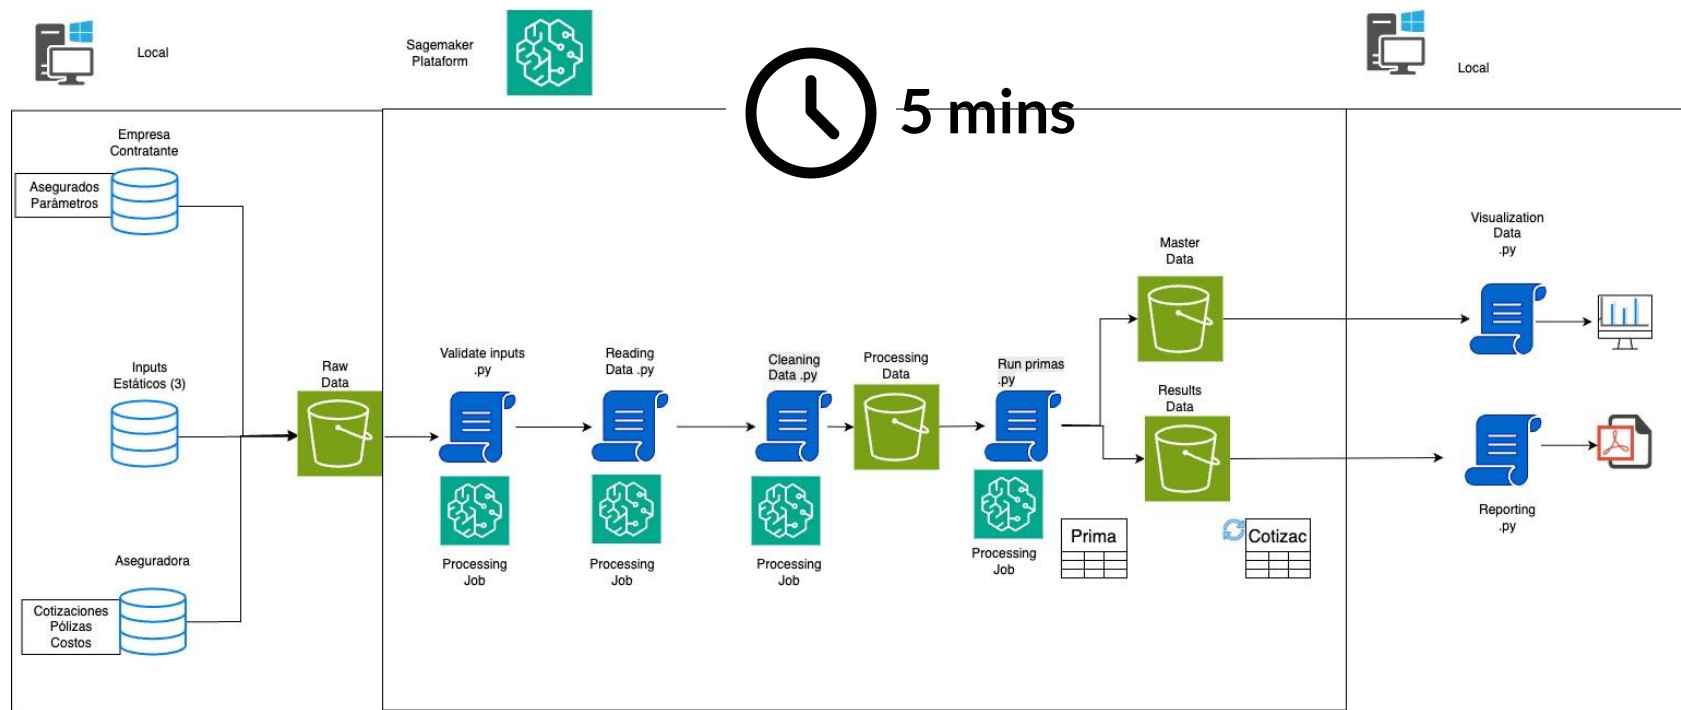 Local
Sagemaker
Plataform
5 mins
Local
Empresa
Contratante
Asegurados
Parámetros
Inputs
Estáticos (3)
Aseguradora
Cotizaciones
Pólizas
Costos
Raw
Data
Validate inputs
.py
Processing
Job
Reading
Data .py
Processing
Job
Cleaning
Data .py
Processing
Job
Processing
Data
Run primas
.py
Processing
Job
Master
Data
Results
Data
Prima
Cotizac
Visualization
Data
.py
Reporting
.py